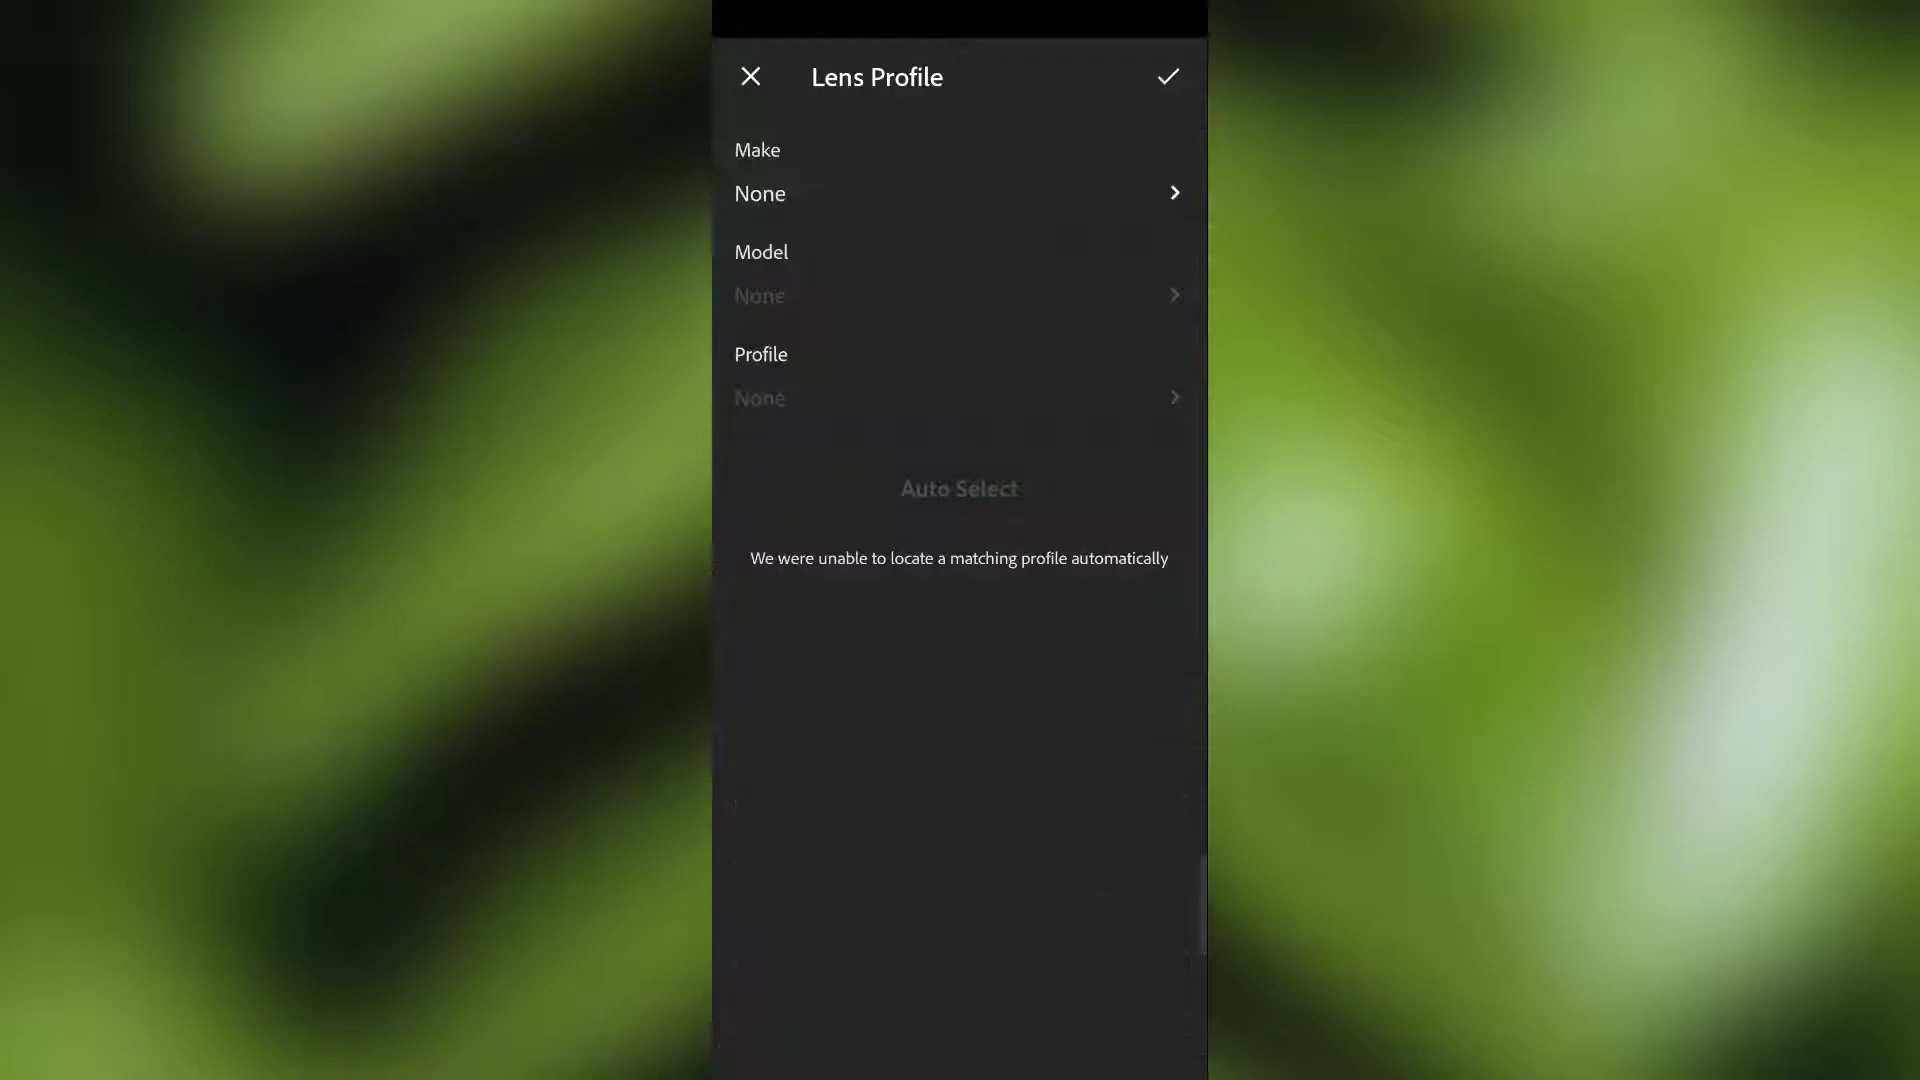 Lens Profile
Make
None
Model
None
Profile
None
Auto Select
We were unable to locate a matching profile automatically